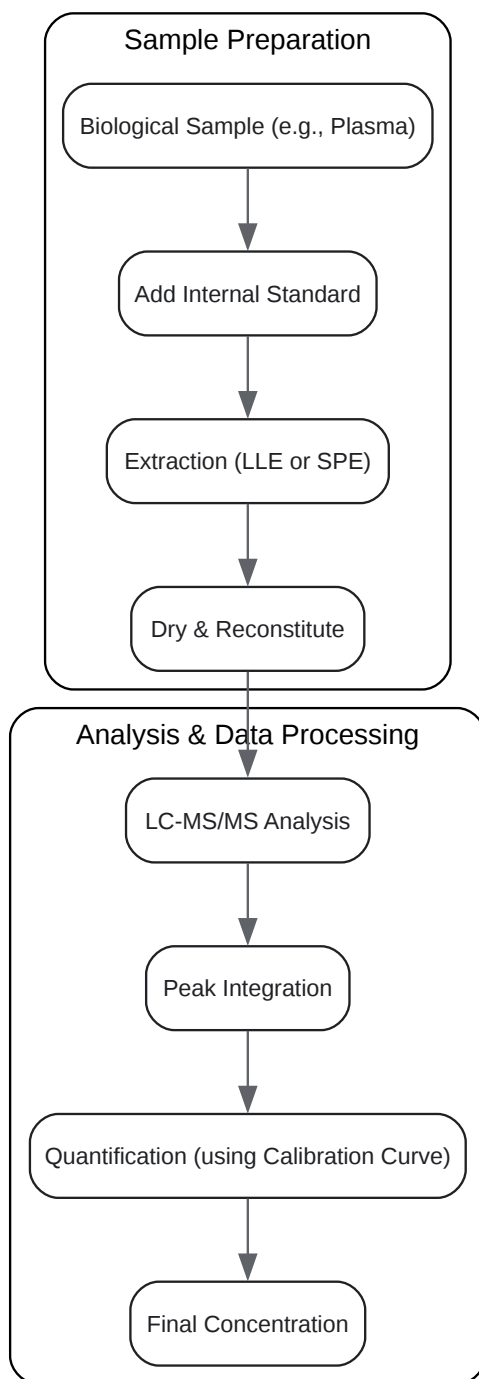 Sample Preparation
Biological Sample (e.g., Plasma)
Add Internal Standard
Extraction (LLE or SPE)
Dry & Reconstitute
Analysis & Data Processing
LC-MS/MS Analysis
Peak Integration
Quantification (using Calibration Curve)
Final Concentration